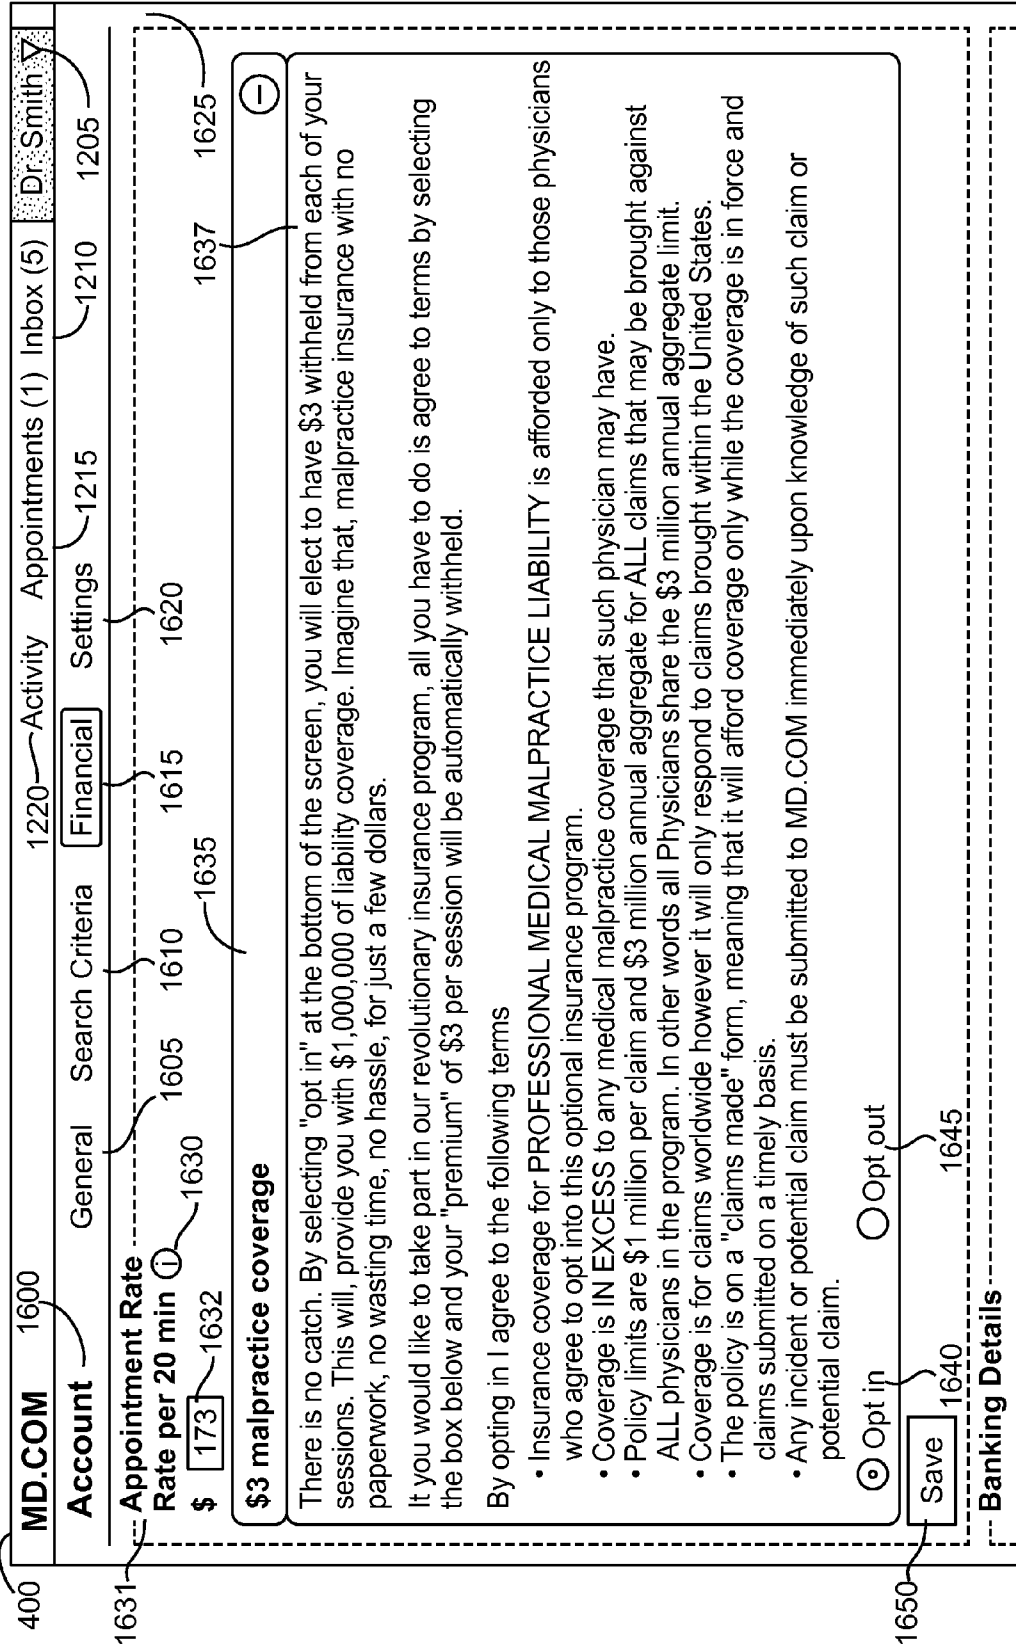 400
MD.COM
1600
1220
Activity
Appointments (1)
Inbox (5)
Dr. Smith
Account
General
Search Criteria
Financial
Settings
1215
1210
1205
1631
Appointment Rate
1605
1610
1615
1620
1625
Rate per 20 min
i
1630
$
173
1632
1635
1637
$3 malpractice coverage
There is no catch. By selecting "opt in" at the bottom of the screen, you will elect to have $3 withheld from each of your
sessions. This will, provide you with $1,000,000 of liability coverage. Imagine that, malpractice insurance with no
paperwork, no wasting time, no hassle, for just a few dollars.
It you would like to take part in our revolutionary insurance program, all you have to do is agree to terms by selecting
the box below and your "premium" of $3 per session will be automatically withheld.
By opting in I agree to the following terms
• Insurance coverage for PROFESSIONAL MEDICAL MALPRACTICE LIABILITY is afforded only to those physicians
who agree to opt into this optional insurance program.
• Coverage is IN EXCESS to any medical malpractice coverage that such physician may have.
• Policy limits are $1 million per claim and $3 million annual aggregate for ALL claims that may be brought against
ALL physicians in the program. In other words all Physicians share the $3 million annual aggregate limit.
• Coverage is for claims worldwide however it will only respond to claims brought within the United States.
• The policy is on a "claims made" form, meaning that it will afford coverage only while the coverage is in force and
claims submitted on a timely basis.
• Any incident or potential claim must be submitted to MD.COM immediately upon knowledge of such claim or
potential claim.
Opt in
Opt out
1640
1645
1650
Save
Banking Details